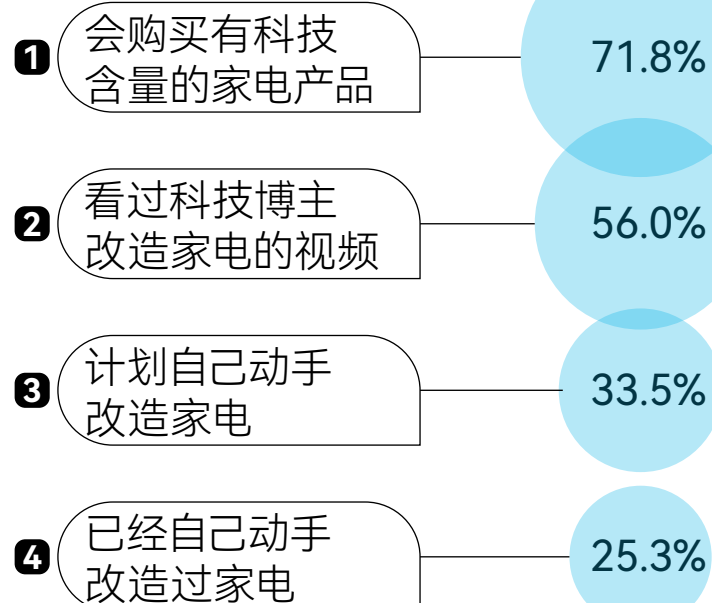 1
会购买有科技
含量的家电产品
71.8%
2
看过科技博主
改造家电的视频
56.0%
3
计划自己动手
改造家电
33.5%
4
已经自己动手
改造过家电
25.3%